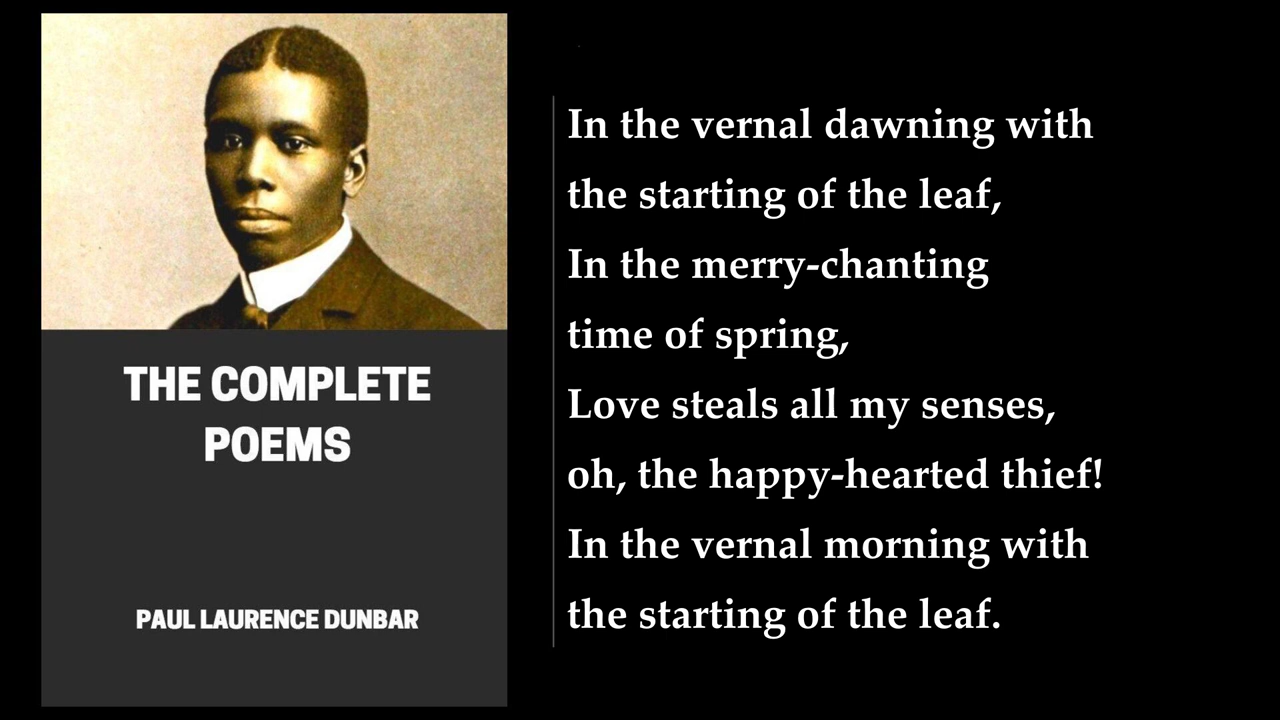 THE COMPLETE
POEMS
PAUL LAURENCE DUNBAR
In the vernal dawning with
the starting of the leaf,
In the merry-chanting
time of spring,
Love steals all my senses,
oh, the happy-hearted thief!
In the vernal morning with
the starting of the leaf.